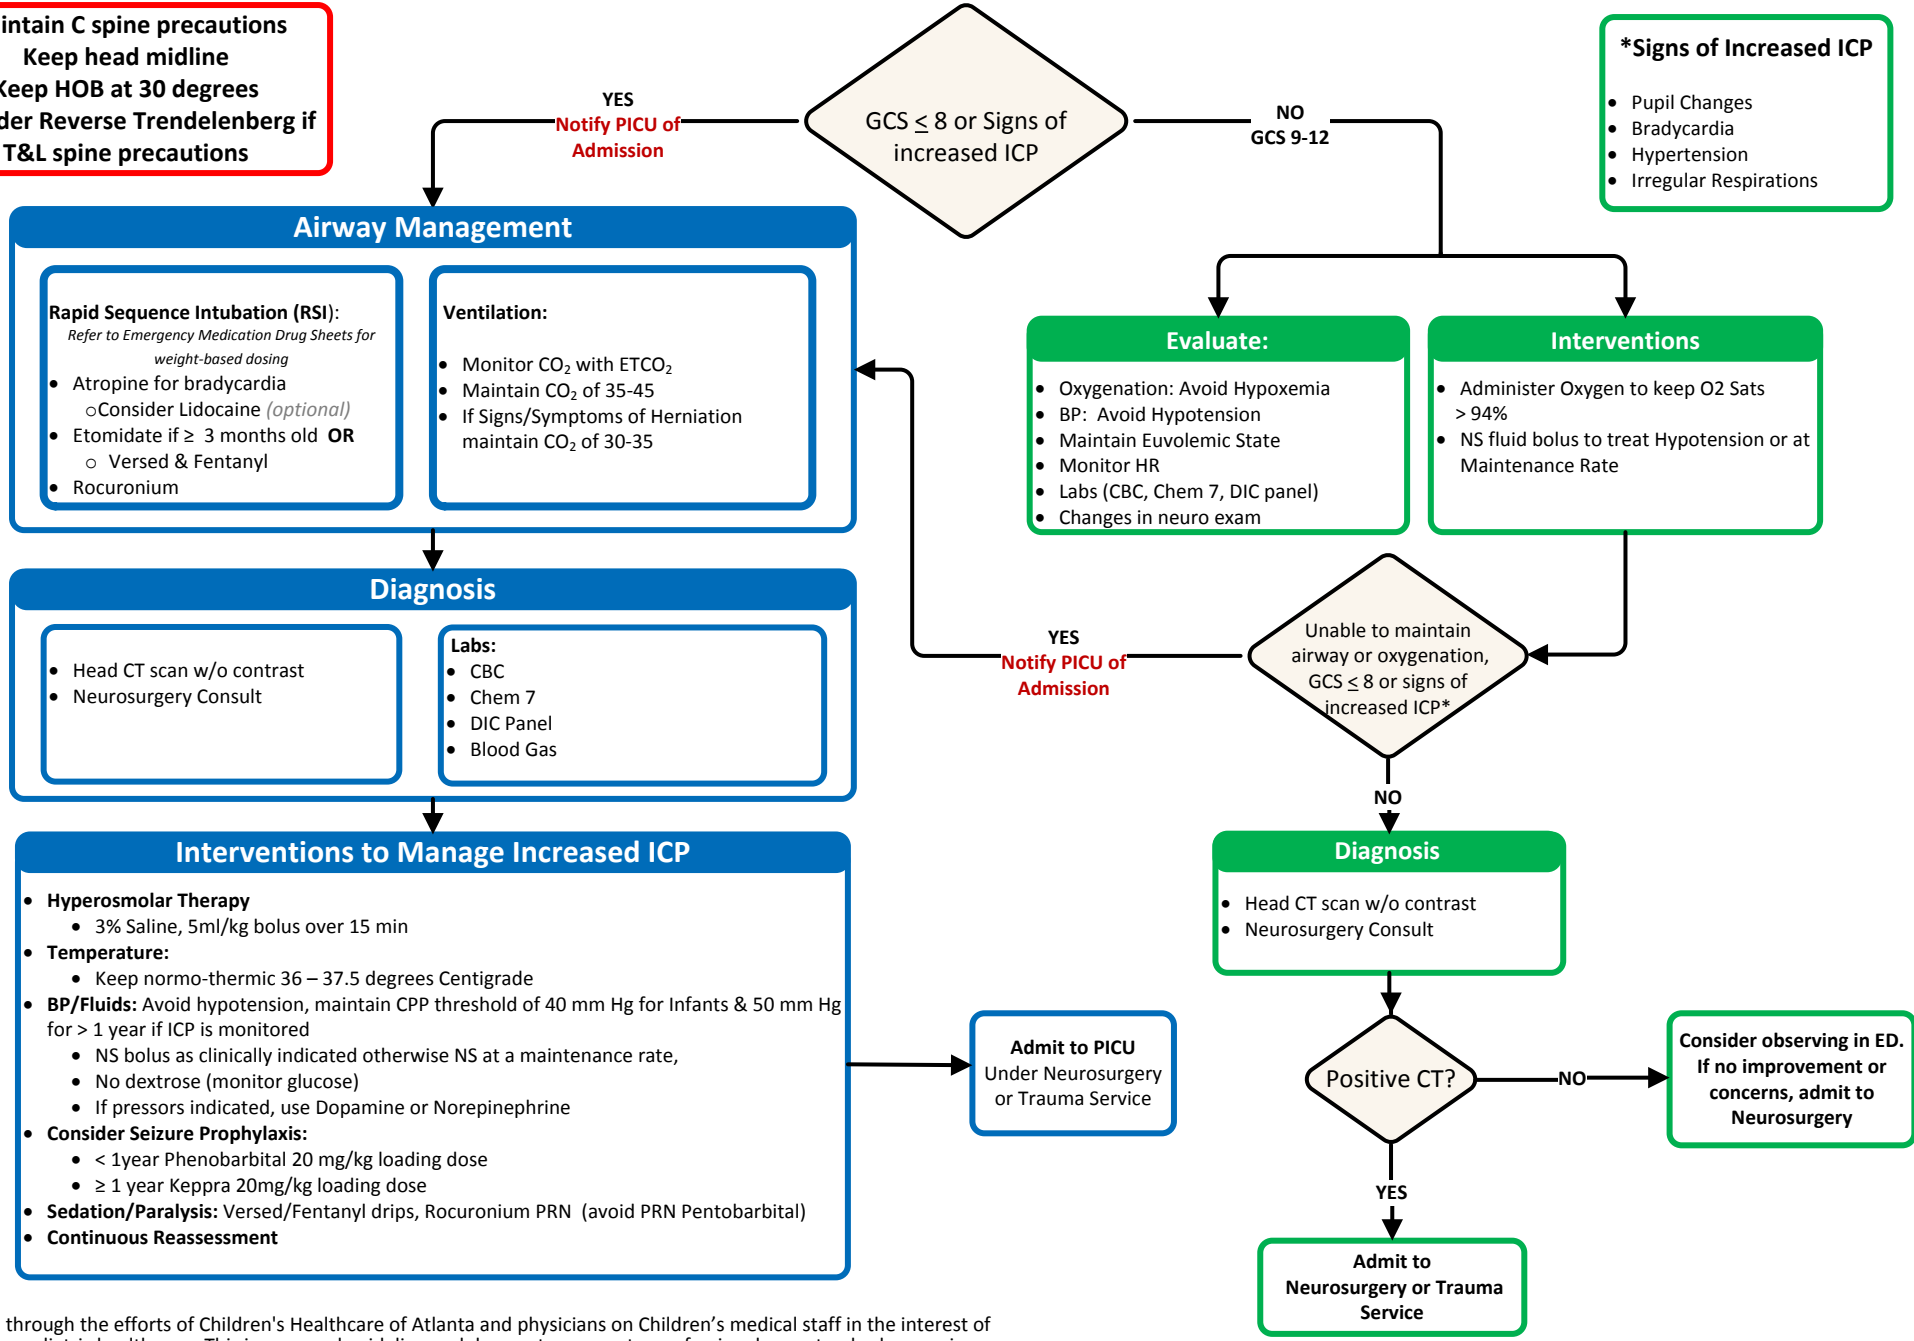 intain C spine precautions
Keep head midline
Keep HOB at 30 degrees
der Reverse Trendelenberg if
T&L spine precautions
YES
Notify PICU of
Admission
GCS ≤ 8 or Signs of
increased ICP
NO
GCS 9-12
*Signs of Increased ICP
• Pupil Changes
• Bradycardia
• Hypertension
• Irregular Respirations
Airway Management
Rapid Sequence Intubation (RSI):
Refer to Emergency Medication Drug Sheets for
weight-based dosing
• Atropine for bradycardia
o Consider Lidocaine (optional)
• Etomidate if ≥ 3 months old OR
o Versed & Fentanyl
• Rocuronium
Ventilation:
• Monitor CO₂ with ETCO₂
• Maintain CO₂ of 35-45
• If Signs/Symptoms of Herniation
maintain CO₂ of 30-35
Evaluate:
• Oxygenation: Avoid Hypoxemia
• BP: Avoid Hypotension
• Maintain Euvolemic State
• Monitor HR
• Labs (CBC, Chem 7, DIC panel)
• Changes in neuro exam
Interventions
• Administer Oxygen to keep O2 Sats
> 94%
• NS fluid bolus to treat Hypotension or at
Maintenance Rate
Unable to maintain
airway or oxygenation,
GCS ≤ 8 or signs of
increased ICP*
YES
Notify PICU of
Admission
NO
Diagnosis
• Head CT scan w/o contrast
• Neurosurgery Consult
Labs:
• CBC
• Chem 7
• DIC Panel
• Blood Gas
Interventions to Manage Increased ICP
• Hyperosmolar Therapy
• 3% Saline, 5ml/kg bolus over 15 min
• Temperature:
• Keep normo-thermic 36 – 37.5 degrees Centigrade
• BP/Fluids: Avoid hypotension, maintain CPP threshold of 40 mm Hg for Infants & 50 mm Hg
for > 1 year if ICP is monitored
• NS bolus as clinically indicated otherwise NS at a maintenance rate,
• No dextrose (monitor glucose)
• If pressors indicated, use Dopamine or Norepinephrine
• Consider Seizure Prophylaxis:
• < 1year Phenobarbital 20 mg/kg loading dose
• ≥ 1 year Keppra 20mg/kg loading dose
• Sedation/Paralysis: Versed/Fentanyl drips, Rocuronium PRN (avoid PRN Pentobarbital)
• Continuous Reassessment
Admit to PICU
Under Neurosurgery
or Trauma Service
Diagnosis
• Head CT scan w/o contrast
• Neurosurgery Consult
Positive CT?
NO
Consider observing in ED.
If no improvement or
concerns, admit to
Neurosurgery
YES
Admit to
Neurosurgery or Trauma
Service
through the efforts of Children's Healthcare of Atlanta and physicians on Children's medical staff in the interest of